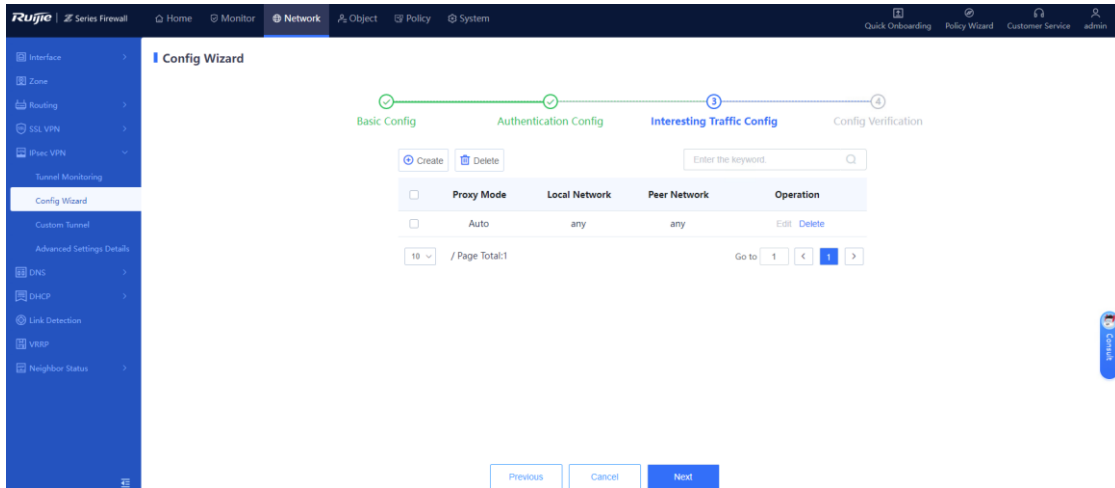 Ruijie | Z Series Firewall
Home
Monitor
Network
Object
Policy
System
Quick Onboarding
Policy Wizard
Customer Service
admin
Interface
Zone
Routing
SSL VPN
IPsec VPN
Tunnel Monitoring
Config Wizard
Custom Tunnel
Advanced Settings Details
DNS
DHCP
Link Detection
VRRP
Neighbor Status
Config Wizard
3
4
Basic Config
Authentication Config
Interesting Traffic Config
Config Verification
Create
Delete
Enter the keyword.
Proxy Mode Local Network Peer Network Operation
Auto any any Edit Delete
10 / Page Total:1
Go to 1 < 1 >
Consult
Previous
Cancel
Next